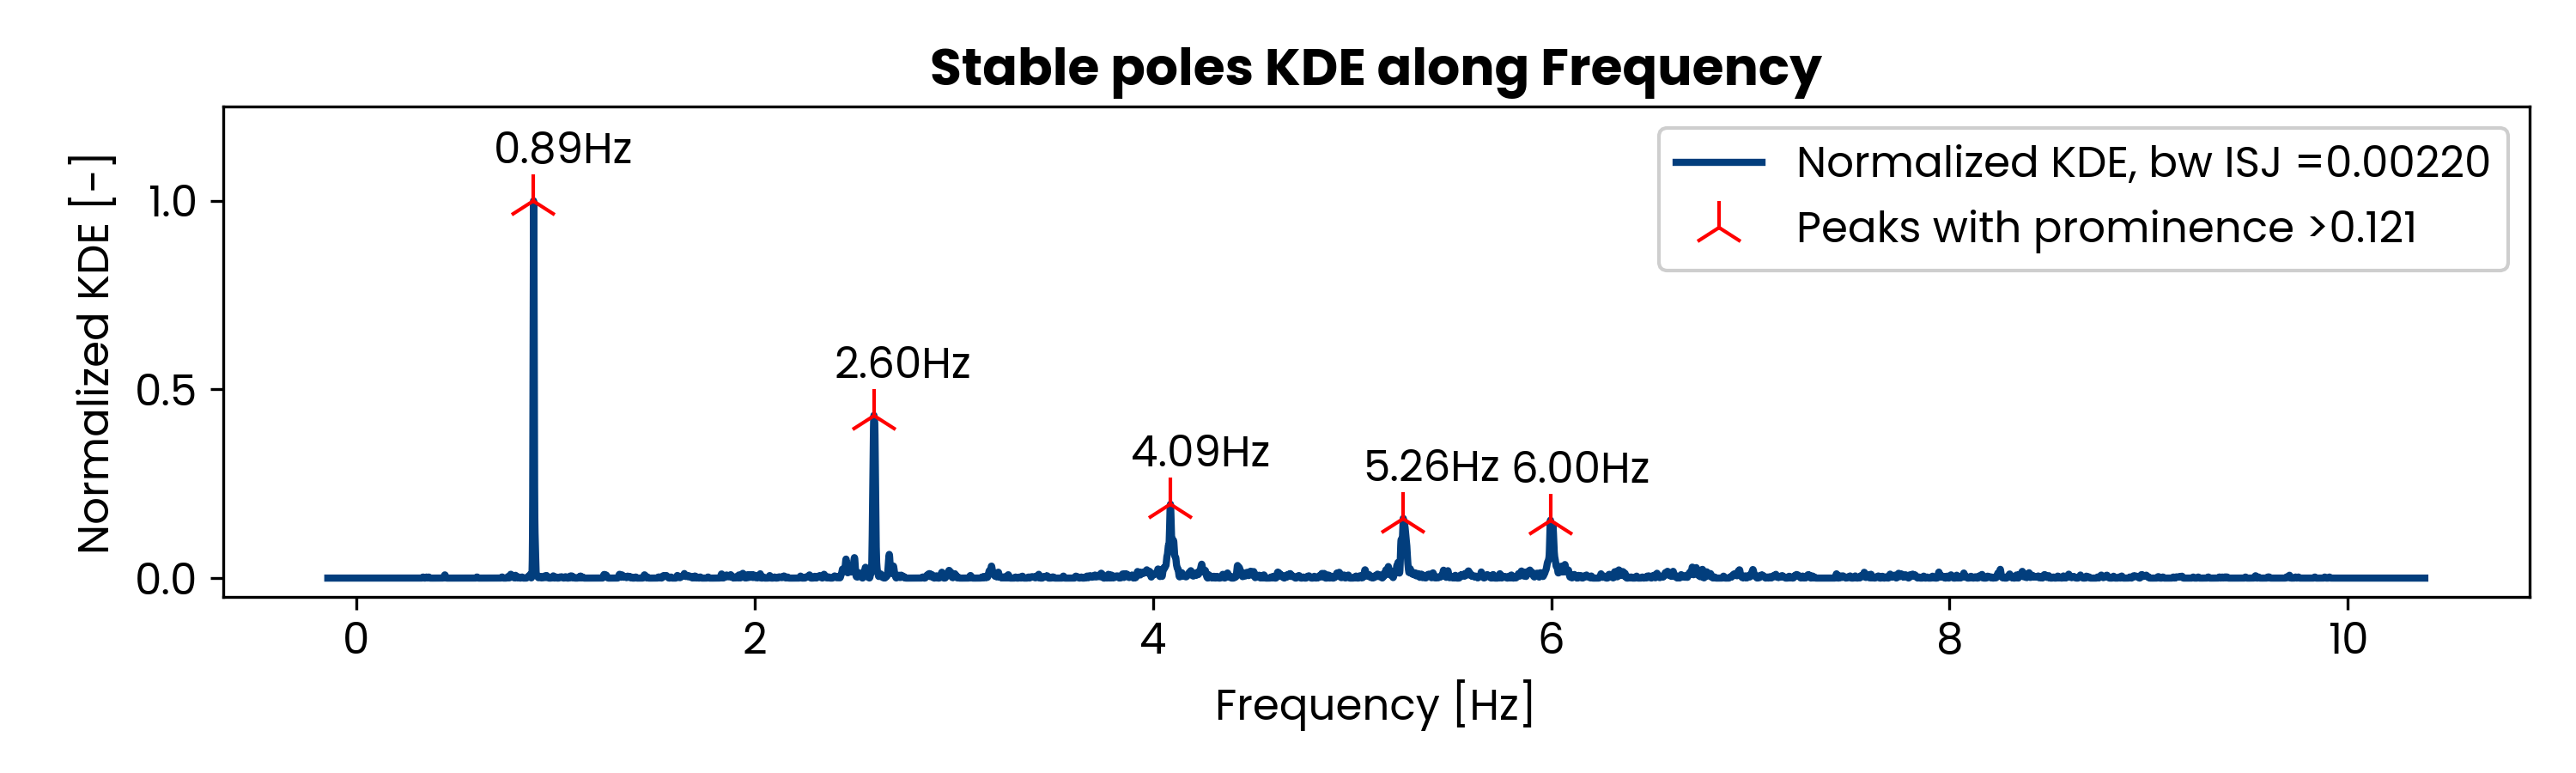 Stable poles KDE along Frequency
Normalized KDE, bw ISJ =0.00220
Peaks with prominence >0.121
0.89Hz
2.60Hz
4.09Hz
5.26Hz
6.00Hz
Normalized KDE [-]
1.0
0.5
0.0
0
2
4
6
8
10
Frequency [Hz]